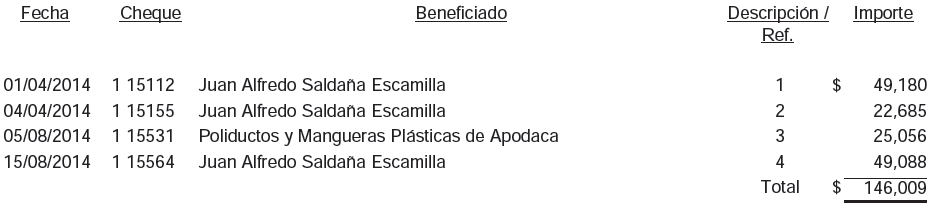 Fecha Cheque Beneficiado Descripción / Importe
Ref.
01/04/2014 1 15112 Juan Alfredo Saldaña Escamilla 1 $ 49,180
04/04/2014 1 15155 Juan Alfredo Saldaña Escamilla 2 22,685
05/08/2014 1 15531 Poliductos y Mangueras Plásticas de Apodaca 3 25,056
15/08/2014 1 15564 Juan Alfredo Saldaña Escamilla 4 49,088
Total $ 146,009